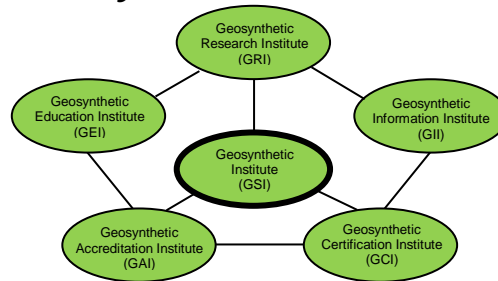 Geosynthetic
Research Institute
(GRI)
Geosynthetic
Education Institute
(GEI)
Geosynthetic
Information Institute
(GII)
Geosynthetic
Institute
(GSI)
Geosynthetic
Accreditation Institute
(GAI)
Geosynthetic
Certification Institute
(GCI)